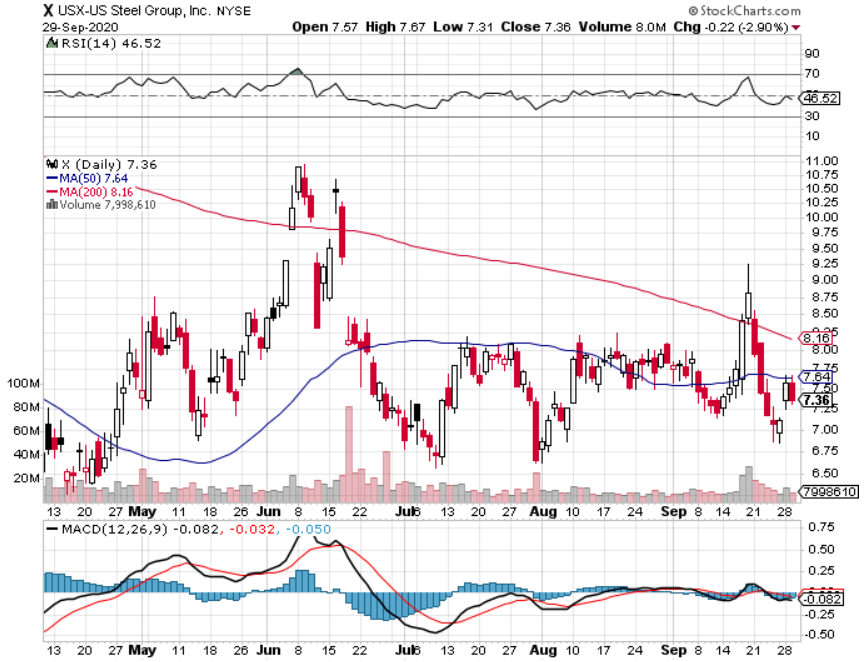 X USX-US Steel Group, Inc. NYSE
© StockCharts.com
29-Sep-2020
Open 7.57 High 7.67 Low 7.31 Close 7.36 Volume 8.0M Chg -0.22 (-2.90%)
RSI(14) 46.52
90
70
46.52
30
10
X (Daily) 7.36
MA(50) 7.64
MA(200) 8.16
Volume 7,998,610
11.00
10.75
10.50
10.25
10.00
9.75
9.50
9.25
9.00
8.75
8.50
8.25
8.16
8.00
7.75
7.64
7.50
7.36
7.25
7.00
6.75
6.50
7998610
100M
80M
60M
40M
20M
13 20 27 May 11 18 26 Jun 8 15 22 Jul 6 13 20 27 Aug 10 17 24 Sep 8 14 21 28
MACD(12,26,9) -0.082, -0.032, -0.050
0.75
0.50
0.25
-0.082
-0.25
-0.50
13 20 27 May 11 18 26 Jun 8 15 22 Jul 6 13 20 27 Aug 10 17 24 Sep 8 14 21 28